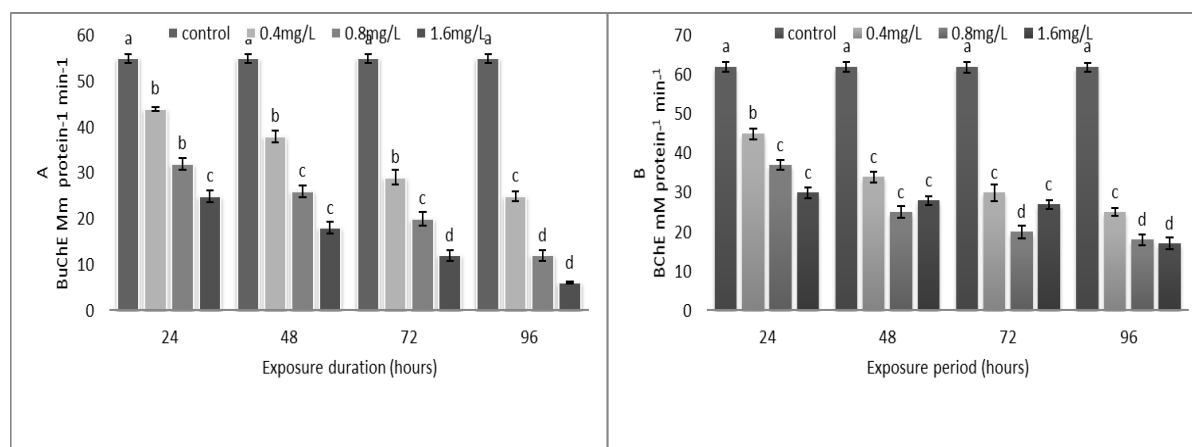 A
BuChE Mm protein-1 min-1
60
50
40
30
20
10
0
control 0.4mg/L 0.8mg/L 1.6mg/L
a a a a
b b c c
b c b d
b c c c
c c d d
24 48 72 96
Exposure duration (hours)
B
BChE mM protein-¹ min-¹
70
60
50
40
30
20
10
0
control 0.4mg/L 0.8mg/L 1.6mg/L
a a a a
b c c c
c c d d
c c c d
24 48 72 96
Exposure period (hours)